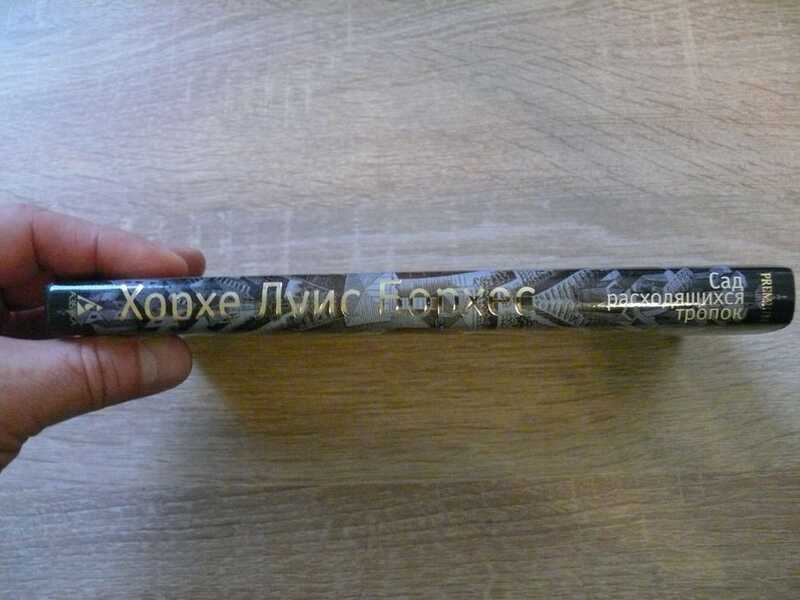 Хорхе Луис Борхес
Сад
расходящихся
тропок